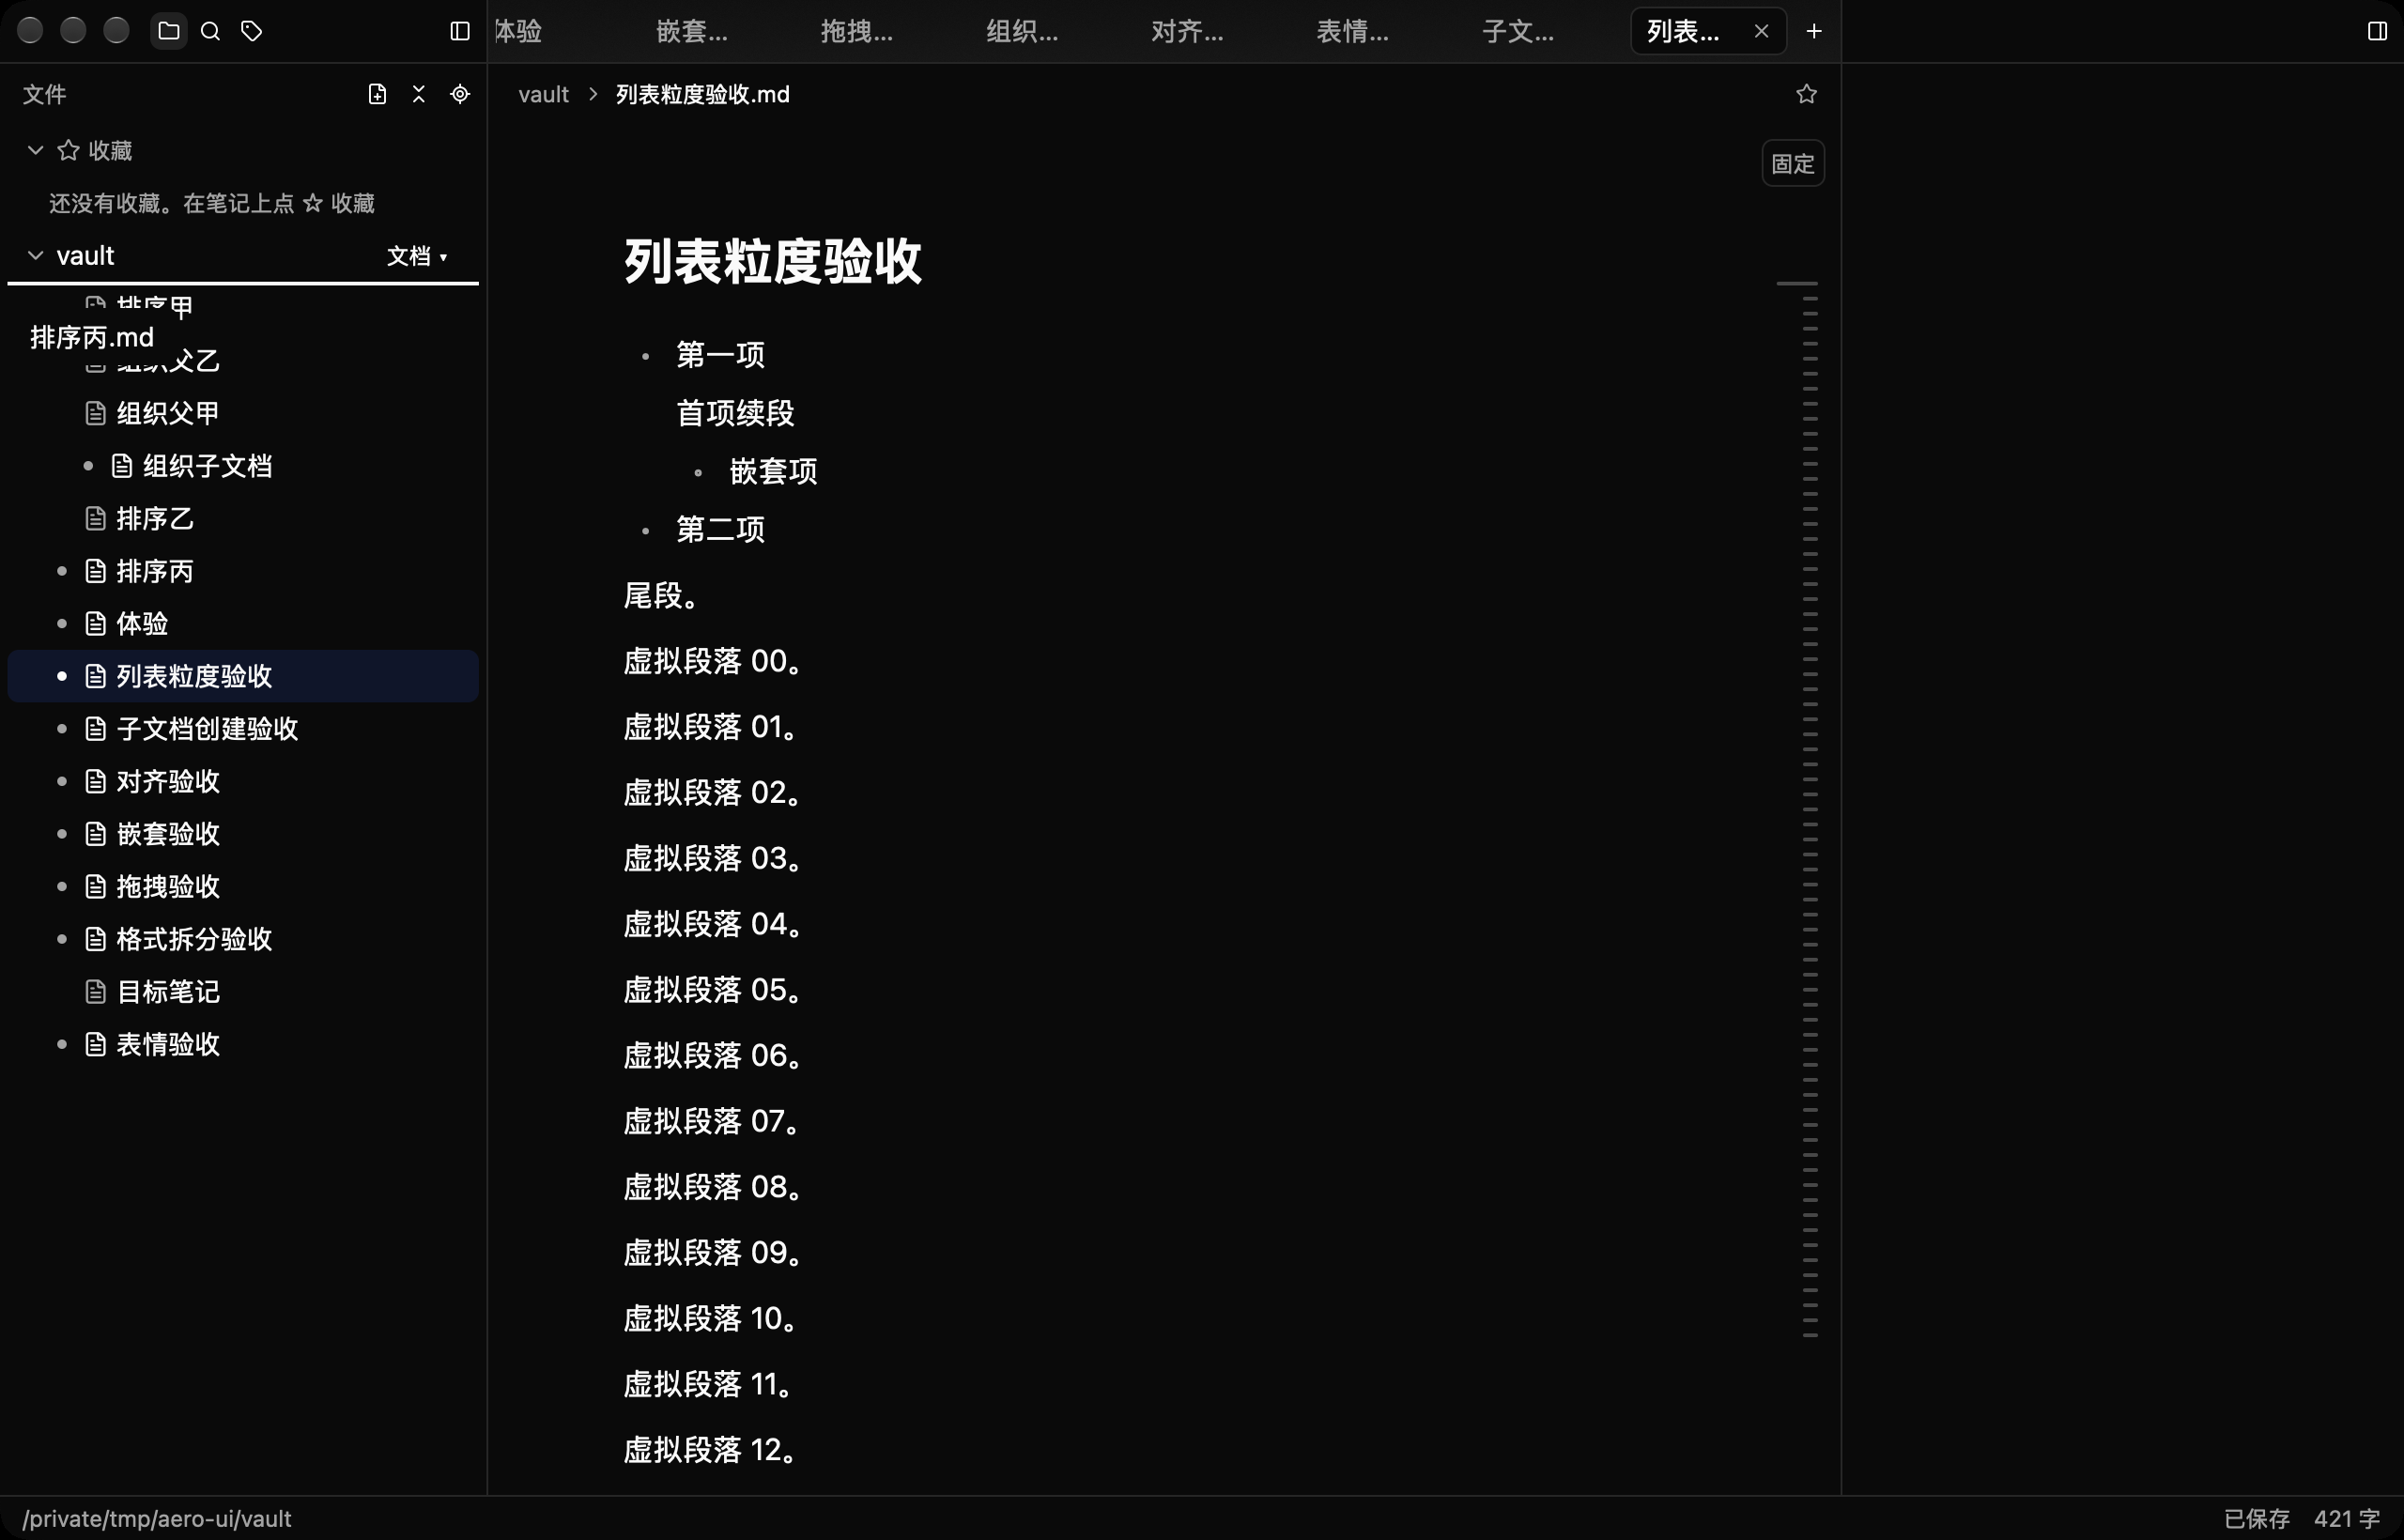 体验
嵌套...
拖拽...
组织...
对齐...
表情...
子文...
列表...
文件
收藏
还没有收藏。在笔记上点 ☆ 收藏
vault
文档
排序甲
排序丙.md
组织父乙
组织父甲
组织子文档
排序乙
排序丙
体验
列表粒度验收
子文档创建验收
对齐验收
嵌套验收
拖拽验收
格式拆分验收
目标笔记
表情验收
vault > 列表粒度验收.md
固定
列表粒度验收
第一项
首项续段
嵌套项
第二项
尾段。
虚拟段落 00。
虚拟段落 01。
虚拟段落 02。
虚拟段落 03。
虚拟段落 04。
虚拟段落 05。
虚拟段落 06。
虚拟段落 07。
虚拟段落 08。
虚拟段落 09。
虚拟段落 10。
虚拟段落 11。
虚拟段落 12。
/private/tmp/aero-ui/vault
已保存 421 字